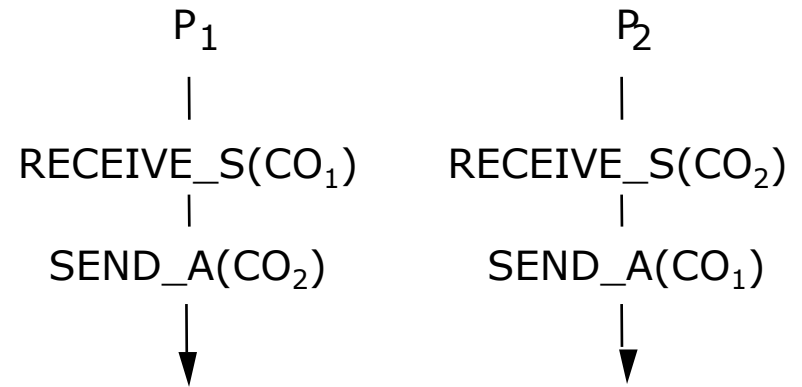 P₁
RECEIVE_S(CO₁)
SEND_A(CO₂)
P₂
RECEIVE_S(CO₂)
SEND_A(CO₁)